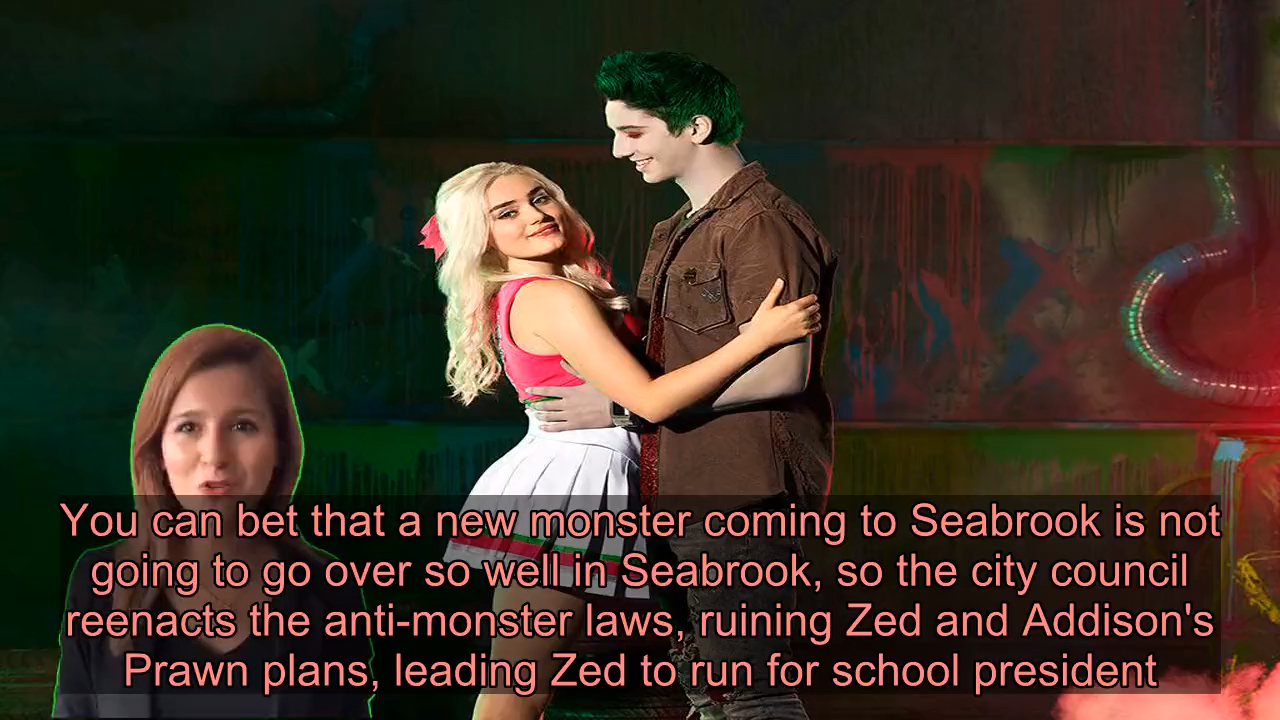 You can bet that a new monster coming to Seabrook is not
going to go over so well in Seabrook, so the city council
reenacts the anti-monster laws, ruining Zed and Addison's
Prawn plans, leading Zed to run for school president